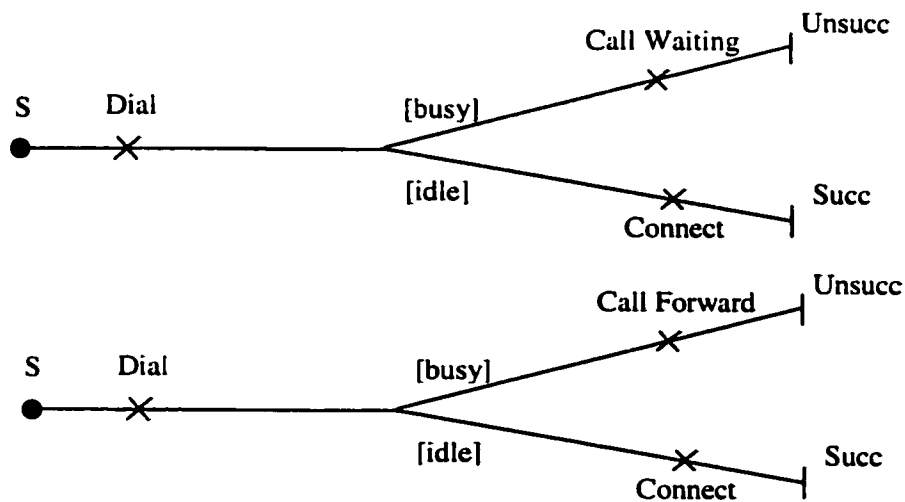 Unsucc
Call Waiting
S Dial
[busy]
[idle]
Succ
Connect
Unsucc
Call Forward
S Dial
[busy]
[idle]
Succ
Connect